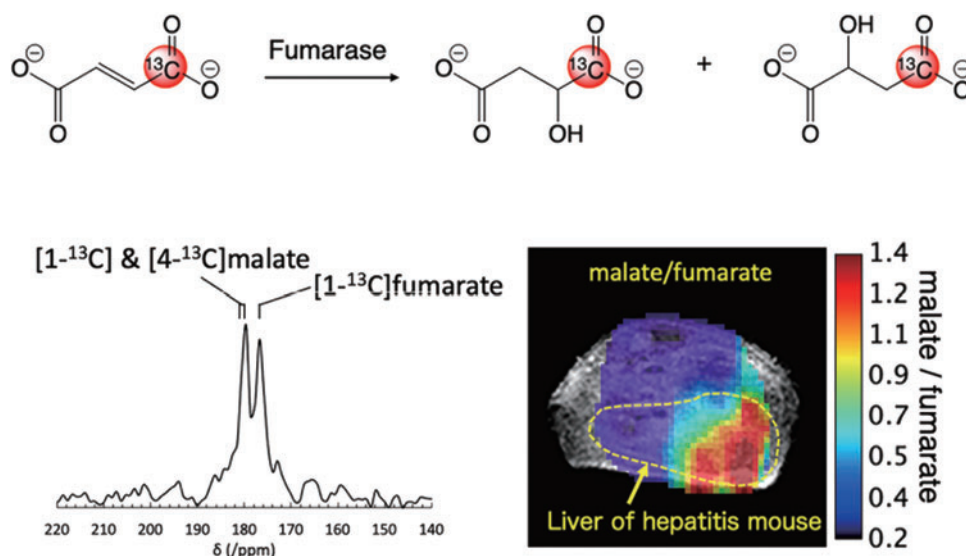 Fumarase
O
O⊖
13C
⊖
O
O
O⊖
13C
⊖
O
O
OH
+
OH
O
O⊖
13C
⊖
O
O
[1-13C] & [4-13C]malate
[1-13C]fumarate
220 200 190 180 170 160 150 140
δ (/ppm)
malate/fumarate
Liver of hepatitis mouse
1.4
1.2
1.1
0.9
0.7
0.6
0.4
0.2
malate / fumarate